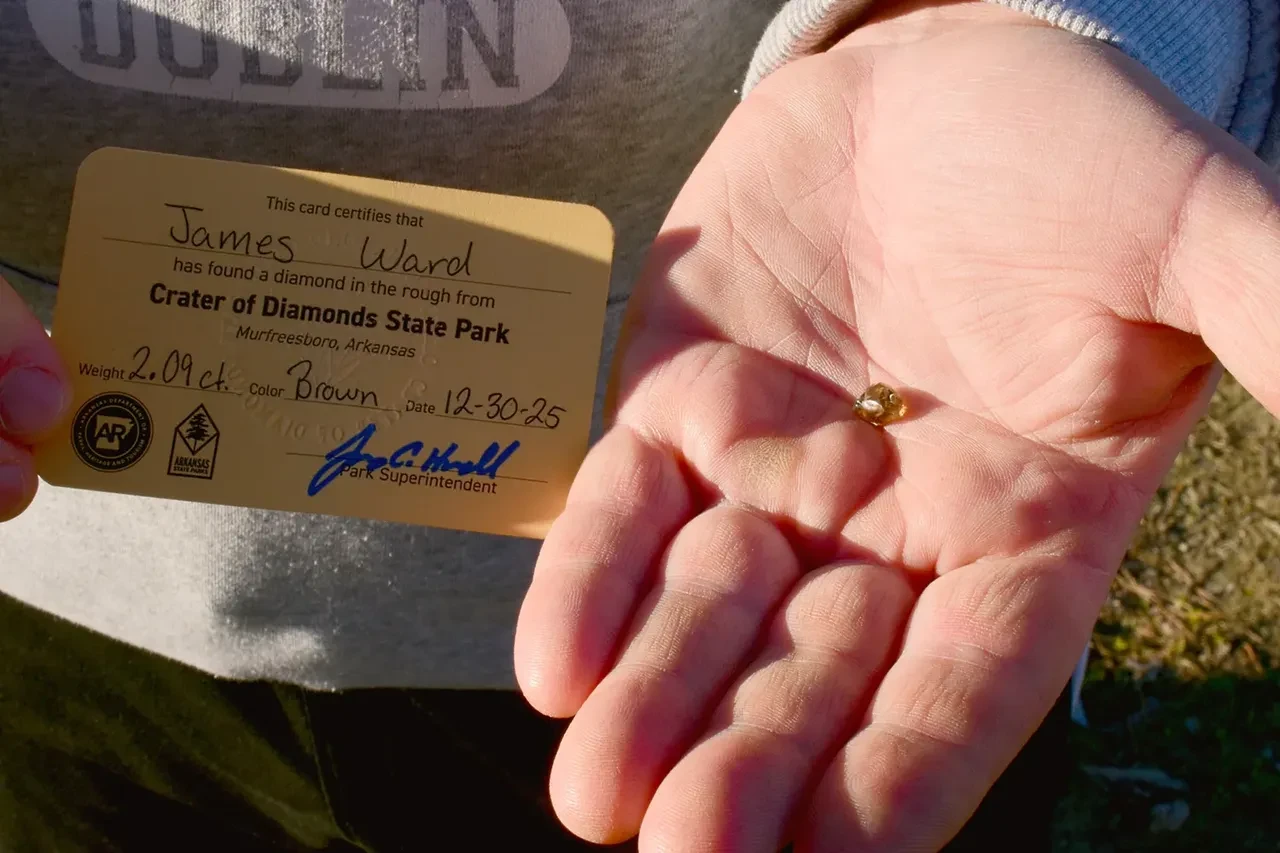 DUBLIN
This card certifies that
James Ward
has found a diamond in the rough from
Crater of Diamonds State Park
Murfreesboro, Arkansas
Weight 2.09 ct. Color Brown Date 12-30-25
AR
ARKANSAS
STATE PARKS
Park Superintendent